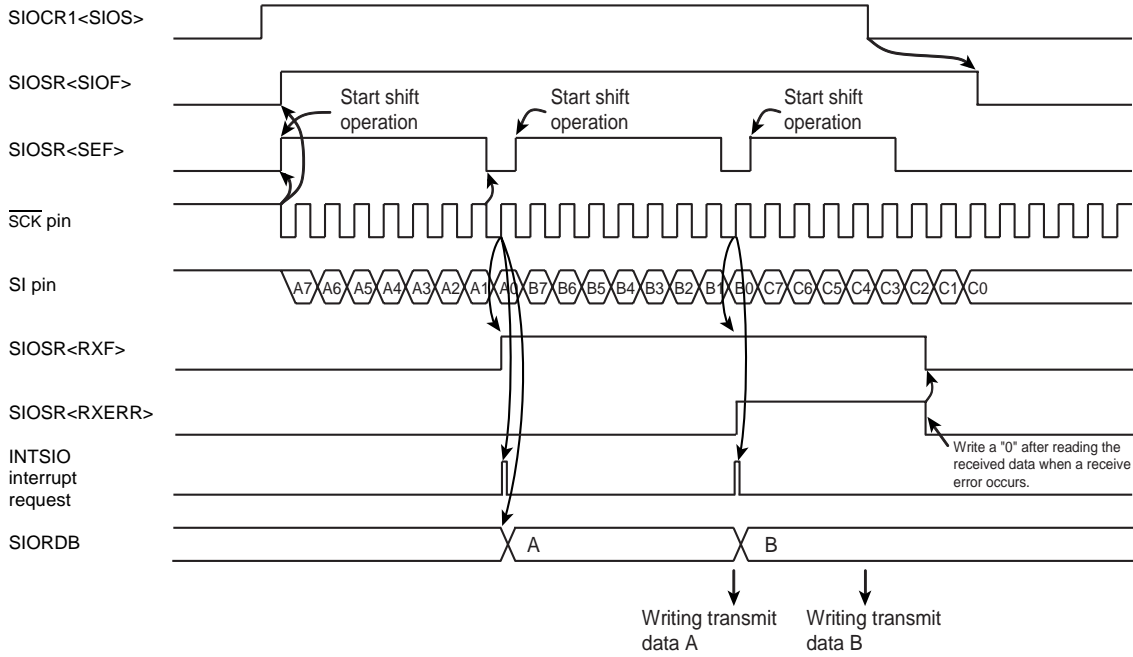 SIOCR1<SIOS>
SIOSR<SIOF>
Start shift
operation
Start shift
operation
Start shift
operation
SIOSR<SEF>
SCK pin
SI pin
A7 A6 A5 A4 A3 A2 A1 A0 B7 B6 B5 B4 B3 B2 B1 B0 C7 C6 C5 C4 C3 C2 C1 C0
SIOSR<RXF>
SIOSR<RXERR>
Write a "0" after reading the
received data when a receive
error occurs.
INTSIO
interrupt
request
SIORDB
A
B
Writing transmit
data A
Writing transmit
data B